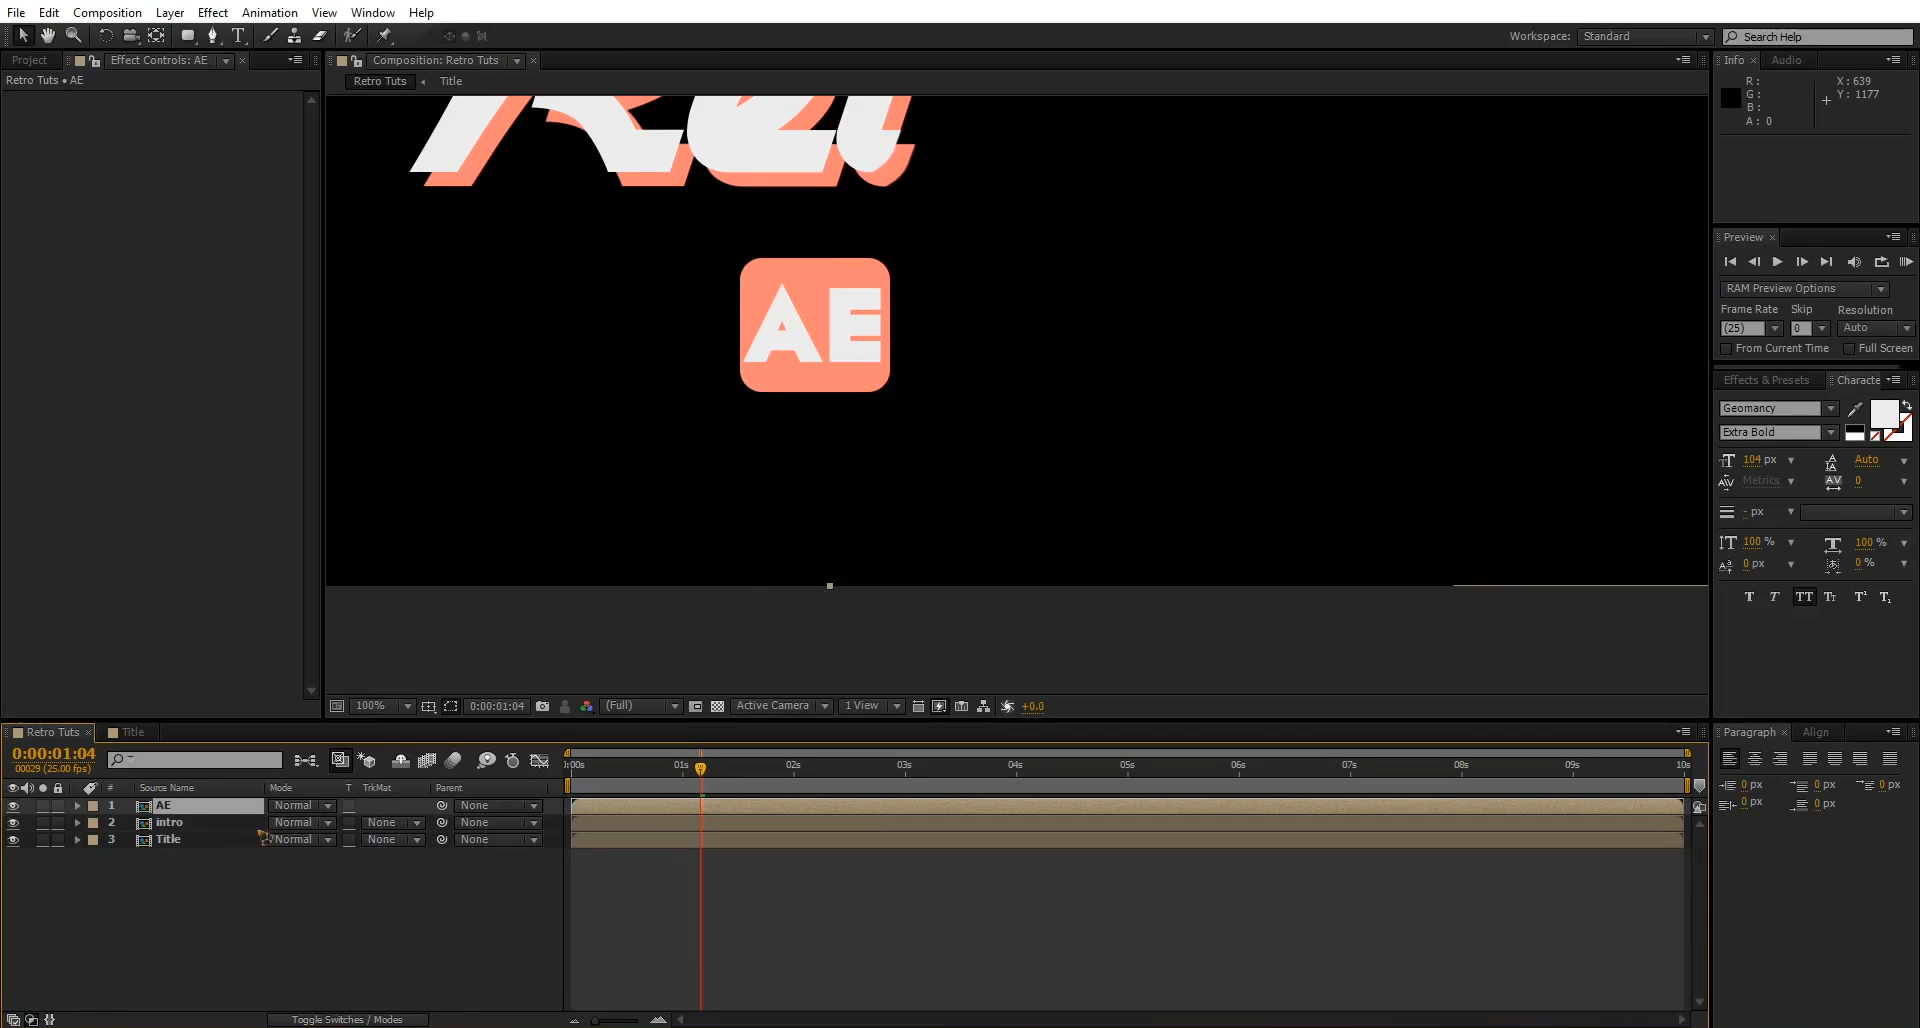 File Edit Composition Layer Effect Animation View Window Help
Workspace: Standard Search Help
Project Effect Controls: AE Composition: Retro Tuts Info Audio
Retro Tuts • AE Retro Tuts Title
R: X: 639
G: Y: 1177
B:
A: 0
Ret
AE
Preview
RAM Preview Options
Frame Rate Skip Resolution
(25) 0 Auto
From Current Time Full Screen
Effects & Presets Characte
Geomancy
Extra Bold
104 px Auto
Metrics 0
- px
100 % 100 %
0 px 0 %
T T TT Tt T¹ T₁
100% 0:00:01:04 (Full) Active Camera 1 View +0.0
Retro Tuts Title Paragraph Align
0:00:01:04
00029 (25.00 fps)
:00s 01s 02s 03s 04s 05s 06s 07s 08s 09s 10s
0 px 0 px 0 px
0 px 0 px
# Source Name Mode T TrkMat Parent
1 AE Normal None
2 intro Normal None None
3 Title Normal None None
Toggle Switches / Modes